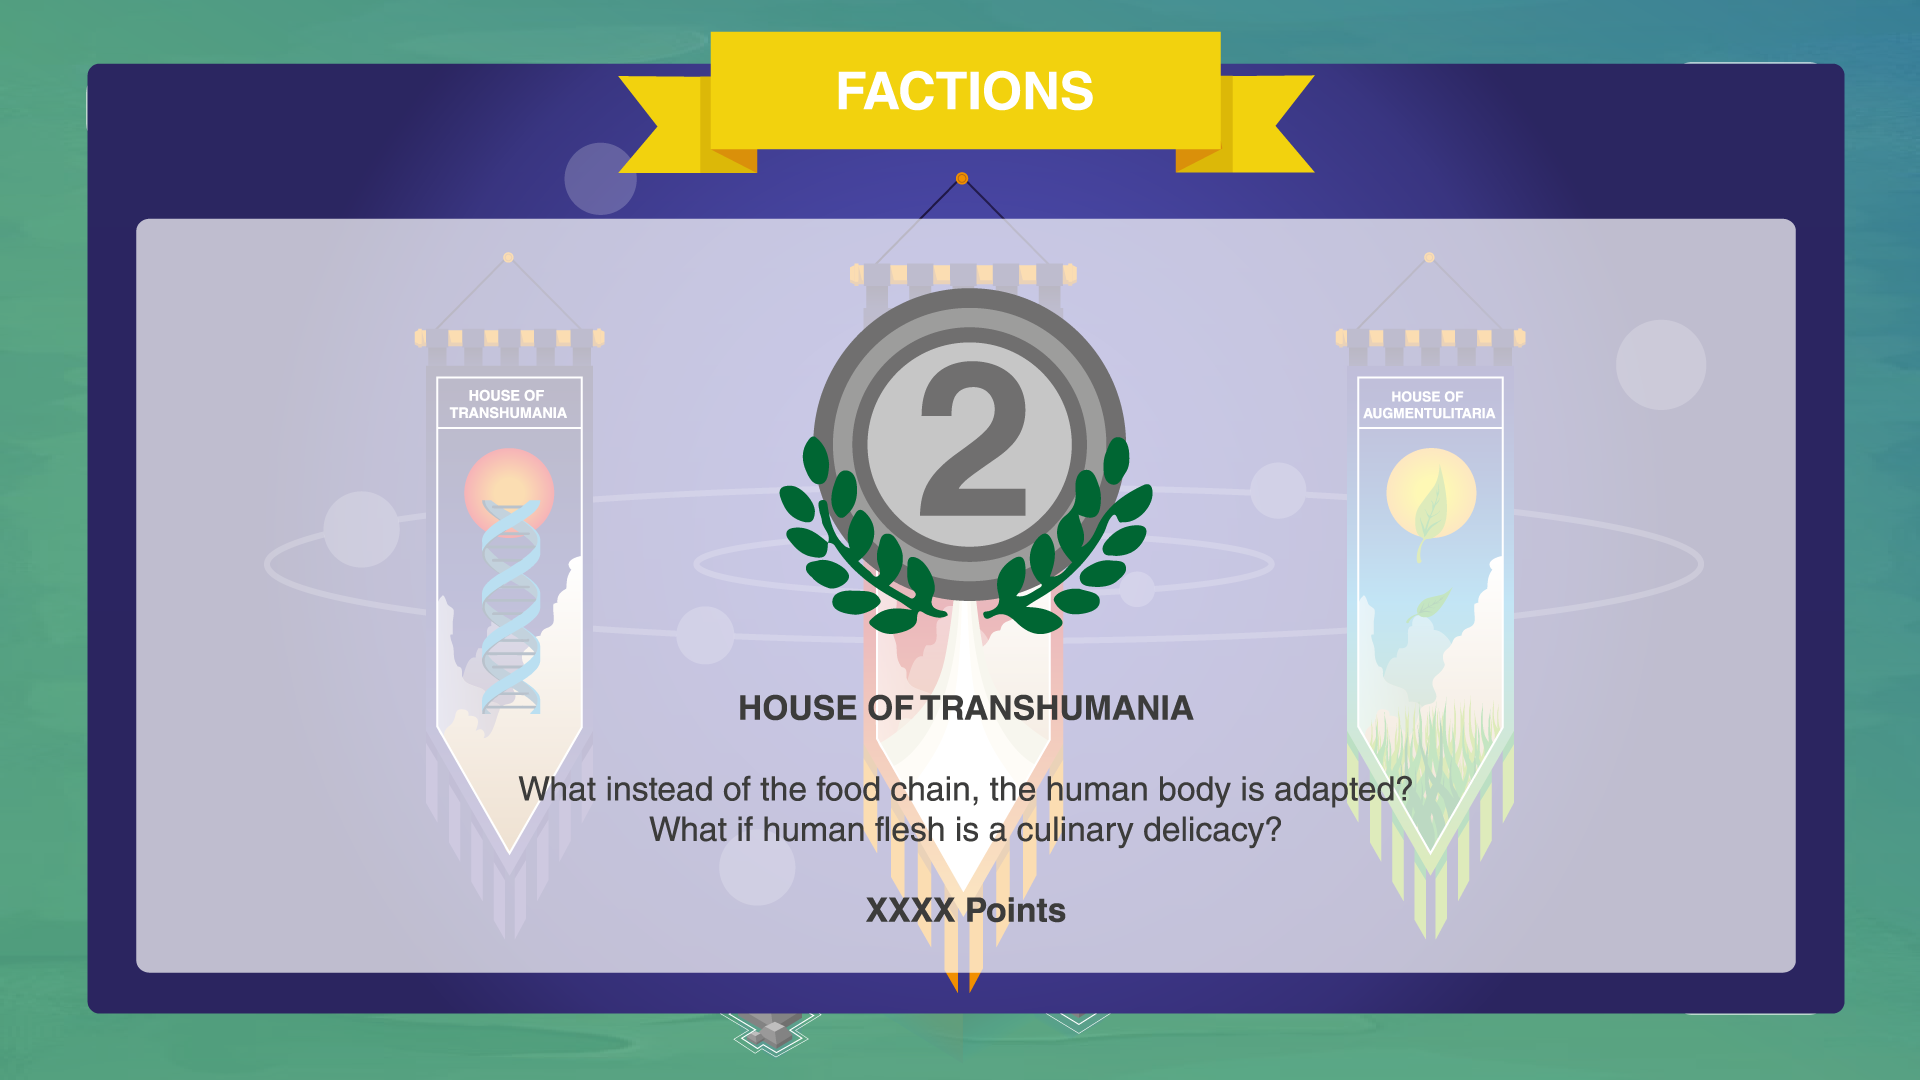 FACTIONS
HOUSE OF
TRANSHUMANIA
HOUSE OF
AUGMENTULITARIA
2
HOUSE OF TRANSHUMANIA
What instead of the food chain, the human body is adapted?
What if human flesh is a culinary delicacy?
XXXX Points